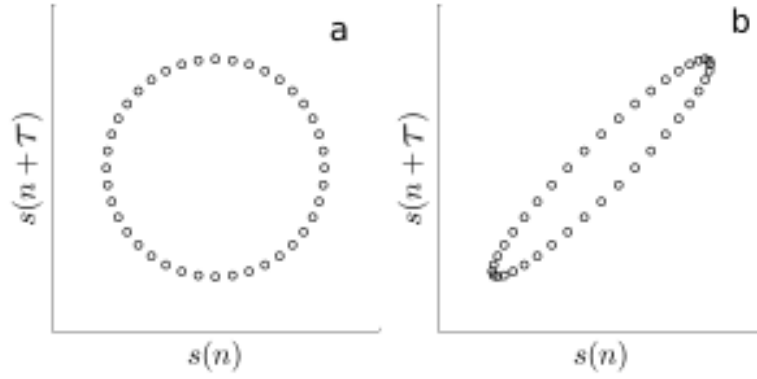 a
b
s(n + 𝒯)
s(n + 𝒯)
s(n)
s(n)